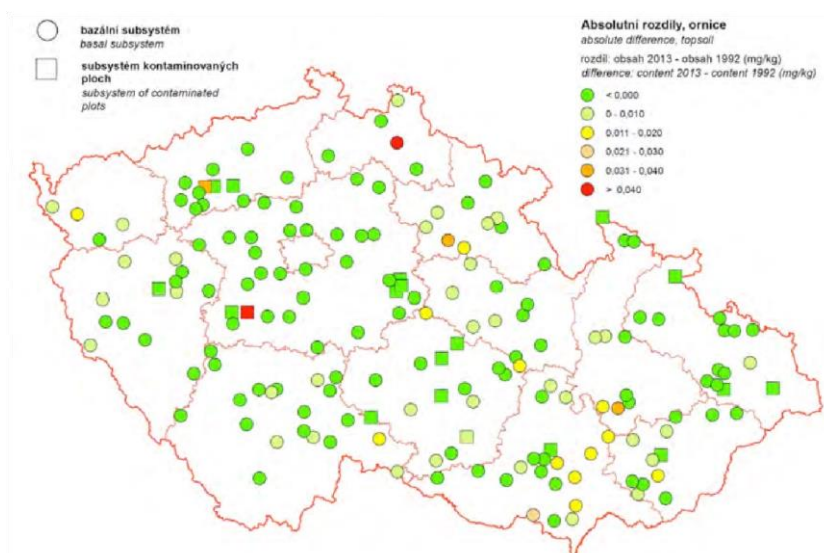 bazální subsystém
basal subsystem
subsystém kontaminovaných
ploch
subsystem of contaminated
plots
Absolutní rozdíly, ornice
absolute difference, topsoil
rozdíl: obsah 2013 - obsah 1992 (mg/kg)
difference: content 2013 - content 1992 (mg/kg)
< 0,000
0 - 0,010
0,011 - 0,020
0,021 - 0,030
0,031 - 0,040
> 0,040